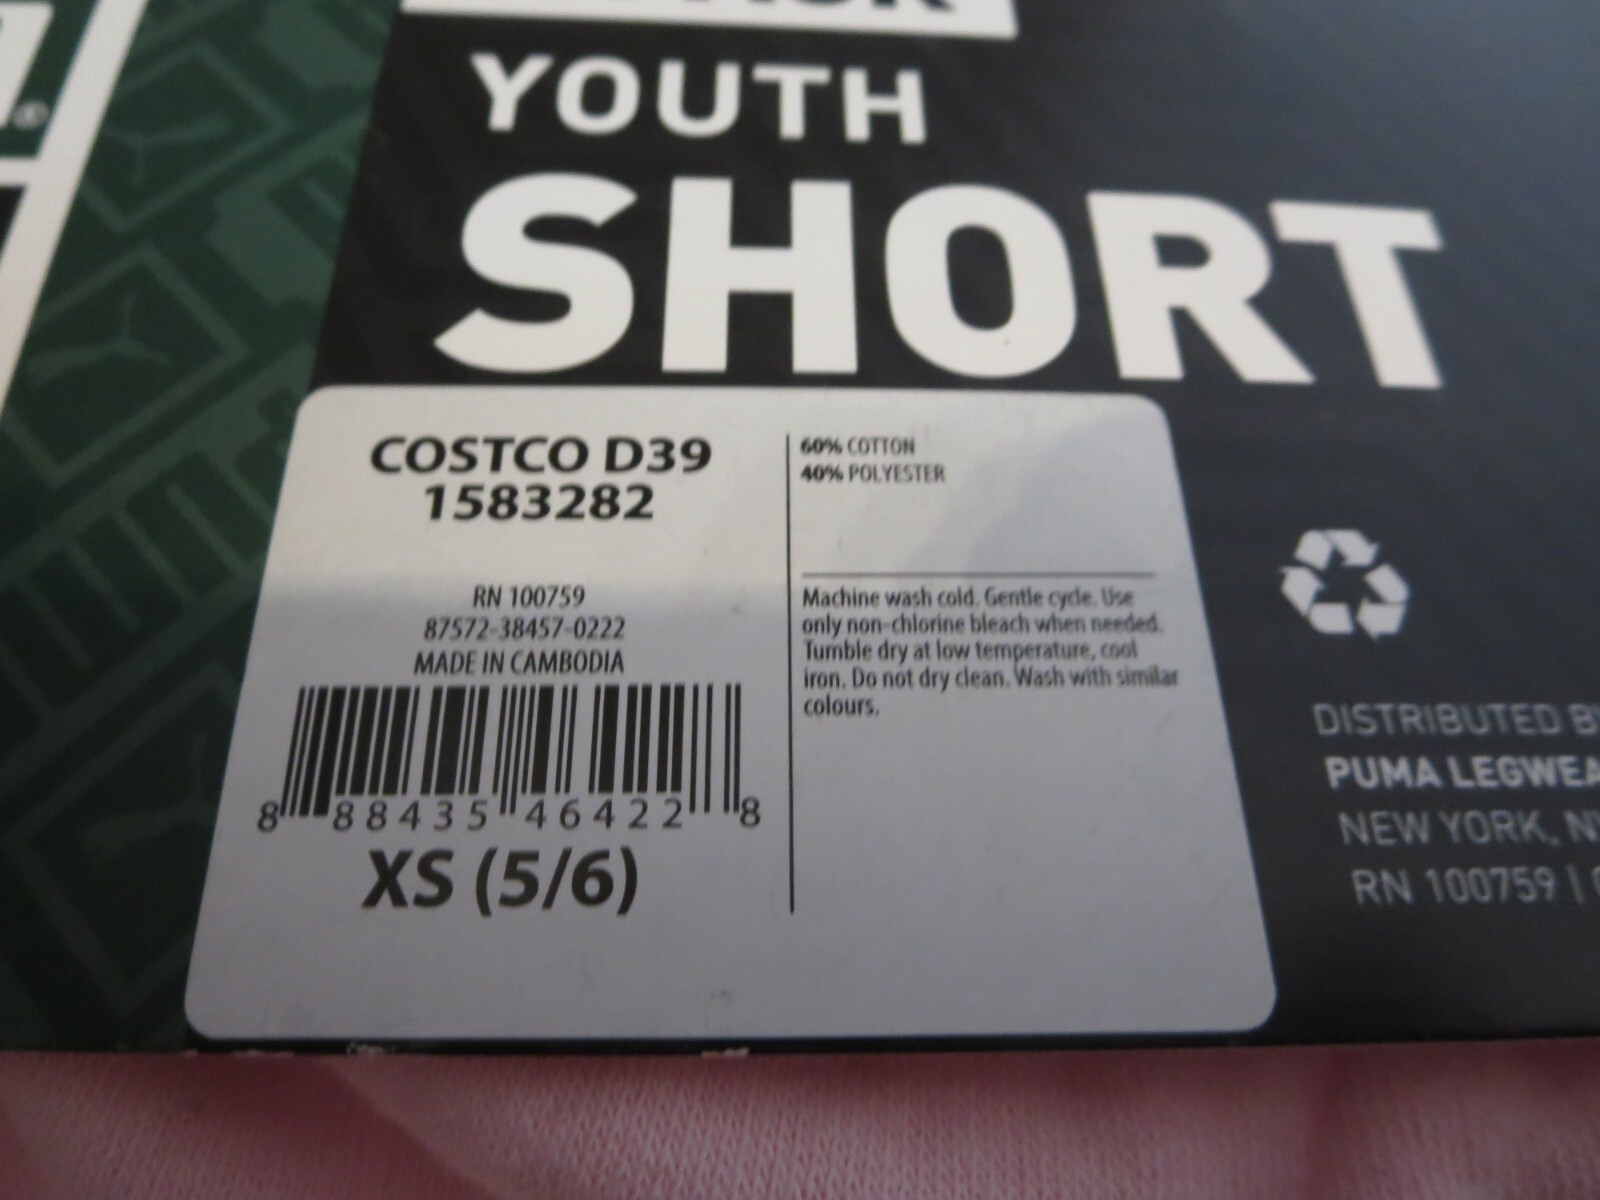 YOUTH
SHORT
COSTCO D39
1583282
RN 100759
87572-38457-0222
MADE IN CAMBODIA
8 88435 46422 8
XS (5/6)
60% COTTON
40% POLYESTER
Machine wash cold. Gentle cycle. Use
only non-chlorine bleach when needed.
Tumble dry at low temperature, cool
iron. Do not dry clean. Wash with similar
colours.
DISTRIBUTED
PUMA
NEW YORK,
RN 100759 |